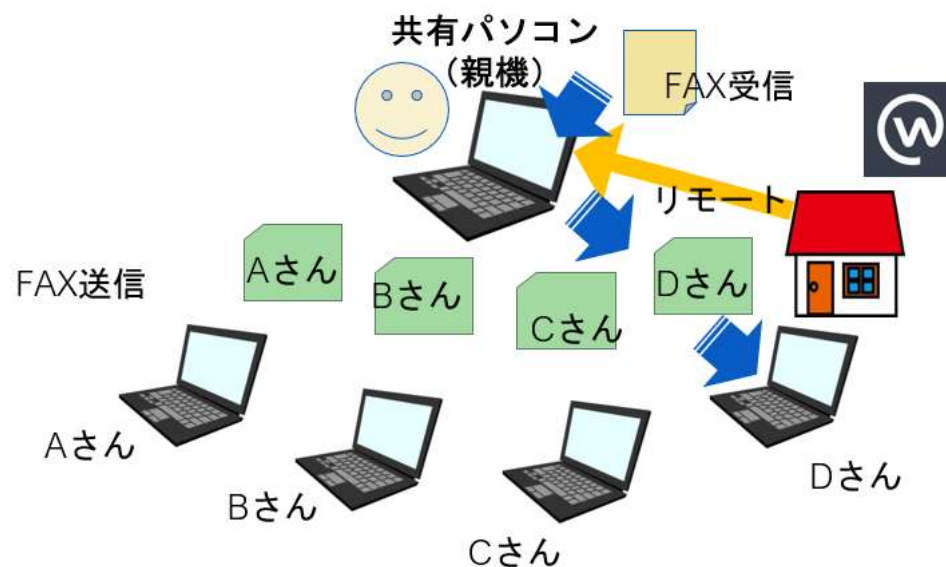 共有パソコン
(親機)
FAX受信
リモート
FAX送信
Aさん
Bさん
Cさん
Dさん
Aさん
Bさん
Cさん
Dさん
W